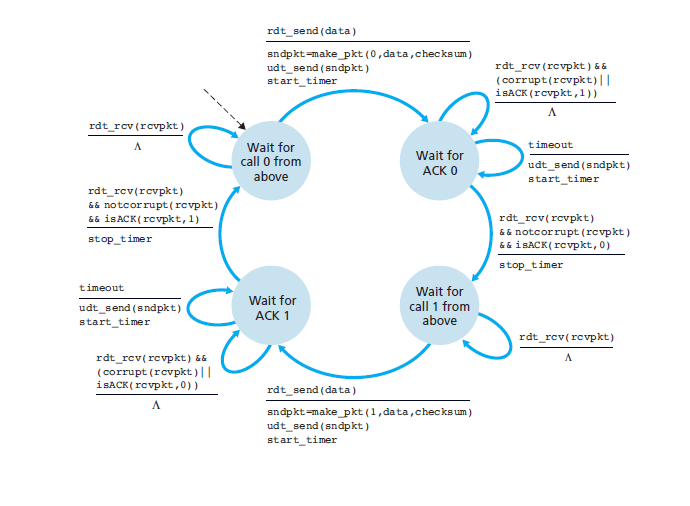 rdt_send(data)
sndpkt=make_pkt(0,data,checksum)
udt_send(sndpkt)
start_timer
rdt_rcv(rcvpkt) &&
(corrupt(rcvpkt)||
isACK(rcvpkt,1))
Λ
rdt_rcv(rcvpkt)
Λ
Wait for
call 0 from
above
Wait for
ACK 0
timeout
udt_send(sndpkt)
start_timer
rdt_rcv(rcvpkt)
&& notcorrupt(rcvpkt)
&& isACK(rcvpkt,1)
stop_timer
rdt_rcv(rcvpkt)
&& notcorrupt(rcvpkt)
&& isACK(rcvpkt,0)
stop_timer
timeout
udt_send(sndpkt)
start_timer
Wait for
ACK 1
Wait for
call 1 from
above
rdt_rcv(rcvpkt)
Λ
rdt_rcv(rcvpkt) &&
(corrupt(rcvpkt)||
isACK(rcvpkt,0))
Λ
rdt_send(data)
sndpkt=make_pkt(1,data,checksum)
udt_send(sndpkt)
start_timer